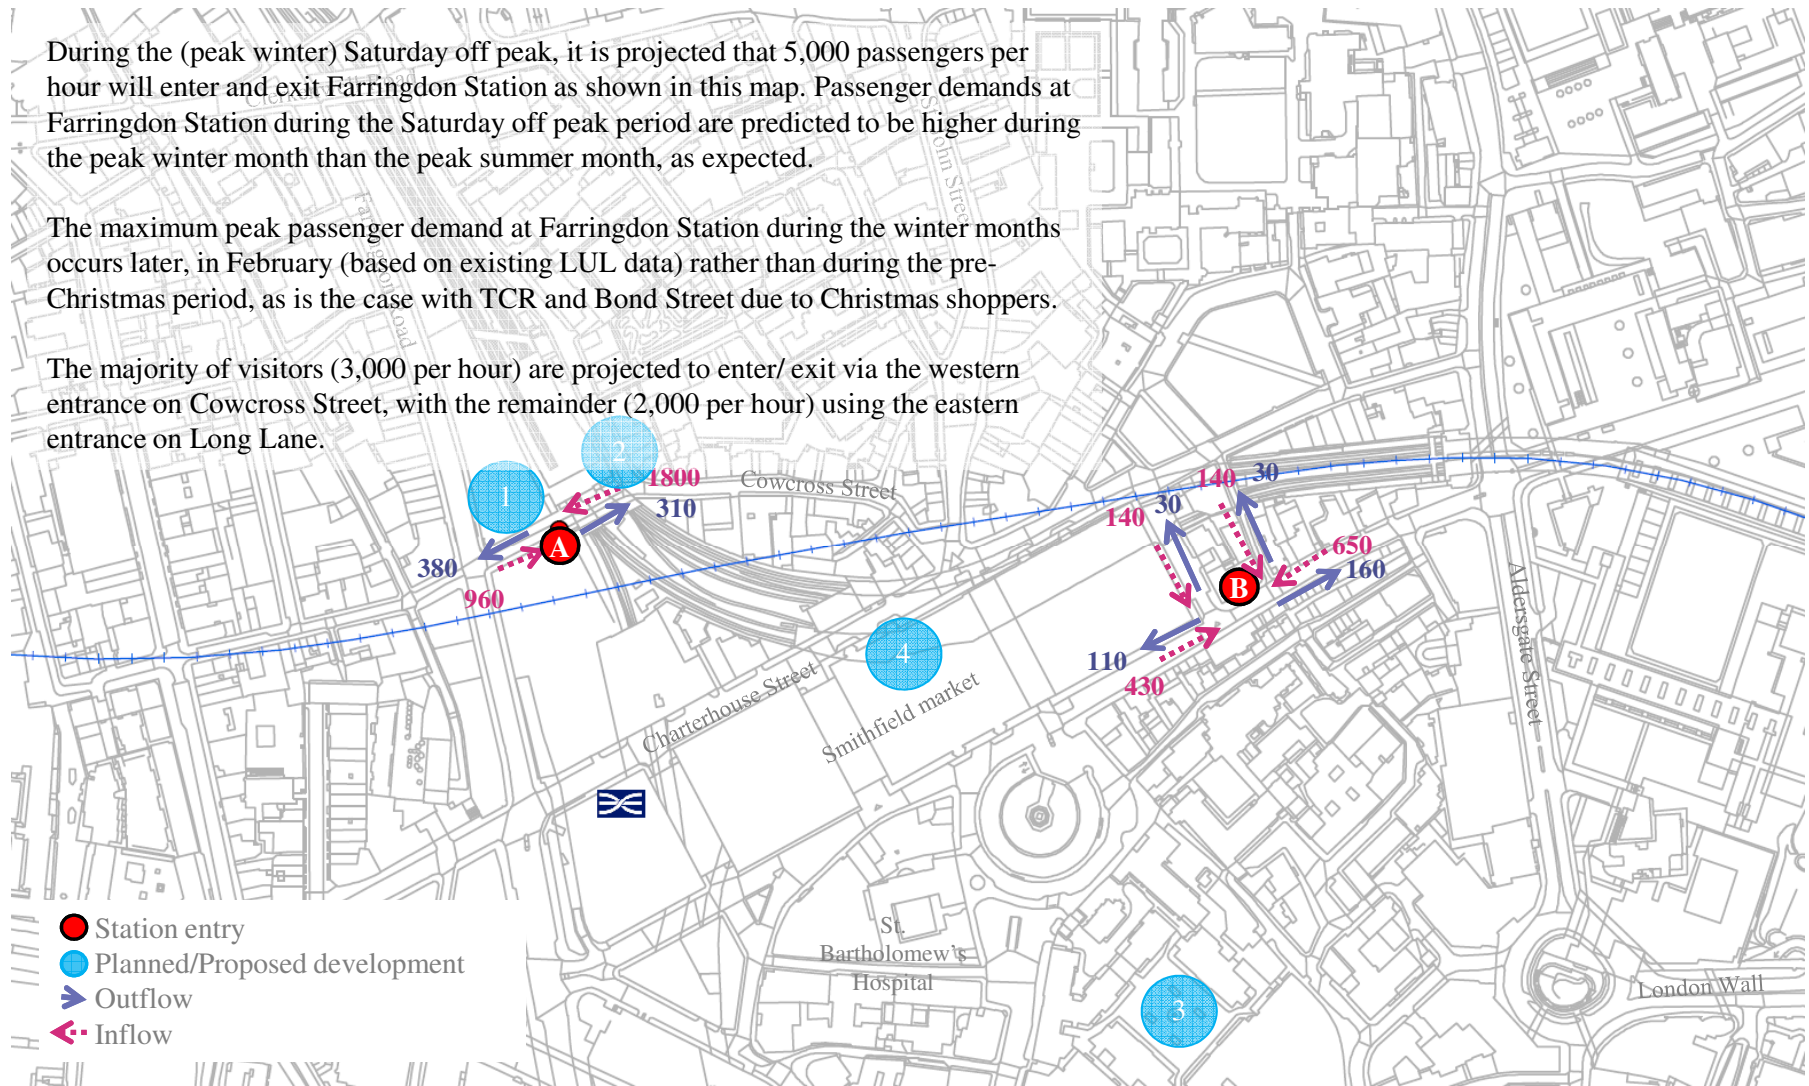 During the (peak winter) Saturday off peak, it is projected that 5,000 passengers per
hour will enter and exit Farringdon Station as shown in this map. Passenger demands at
Farringdon Station during the Saturday off peak period are predicted to be higher during
the peak winter month than the peak summer month, as expected.
The maximum peak passenger demand at Farringdon Station during the winter months
occurs later, in February (based on existing LUL data) rather than during the pre-
Christmas period, as is the case with TCR and Bond Street due to Christmas shoppers.
The majority of visitors (3,000 per hour) are projected to enter/ exit via the western
entrance on Cowcross Street, with the remainder (2,000 per hour) using the eastern
entrance on Long Lane.
Farringdon Road
St John Street
2
1
1800
310
Cowcross Street
A
380
960
140
30
140
30
650
160
B
110
430
4
Charterhouse Street
Smithfield market
Aldersgate Street
St.
Bartholomew's
Hospital
3
London Wall
Station entry
Planned/Proposed development
Outflow
Inflow